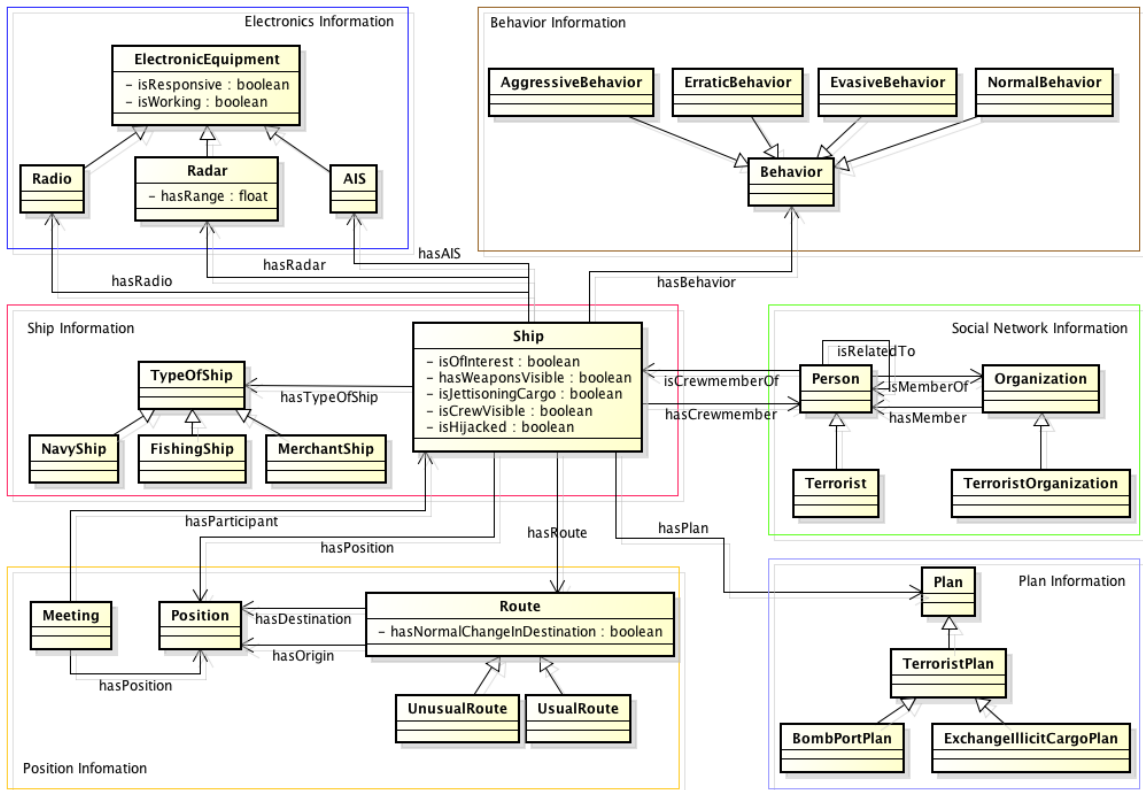 Electronics Information
ElectronicEquipment
- isResponsive : boolean
- isWorking : boolean
Radio
Radar
- hasRange : float
AIS
Behavior Information
AggressiveBehavior
ErraticBehavior
EvasiveBehavior
NormalBehavior
Behavior
hasAIS
hasRadar
hasRadio
hasBehavior
Ship Information
TypeOfShip
hasTypeOfShip
NavyShip
FishingShip
MerchantShip
Ship
- isOfInterest : boolean
- hasWeaponsVisible : boolean
- isJettisoningCargo : boolean
- isCrewVisible : boolean
- isHijacked : boolean
Social Network Information
isRelatedTo
isCrewmemberOf
Person
isMemberOf
Organization
hasCrewmember
hasMember
Terrorist
TerroristOrganization
hasParticipant
hasPosition
hasRoute
hasPlan
Meeting
Position
hasDestination
hasOrigin
hasPosition
Route
- hasNormalChangeInDestination : boolean
UnusualRoute
UsualRoute
Position Infomation
Plan Information
Plan
TerroristPlan
BombPortPlan
ExchangeIllicitCargoPlan